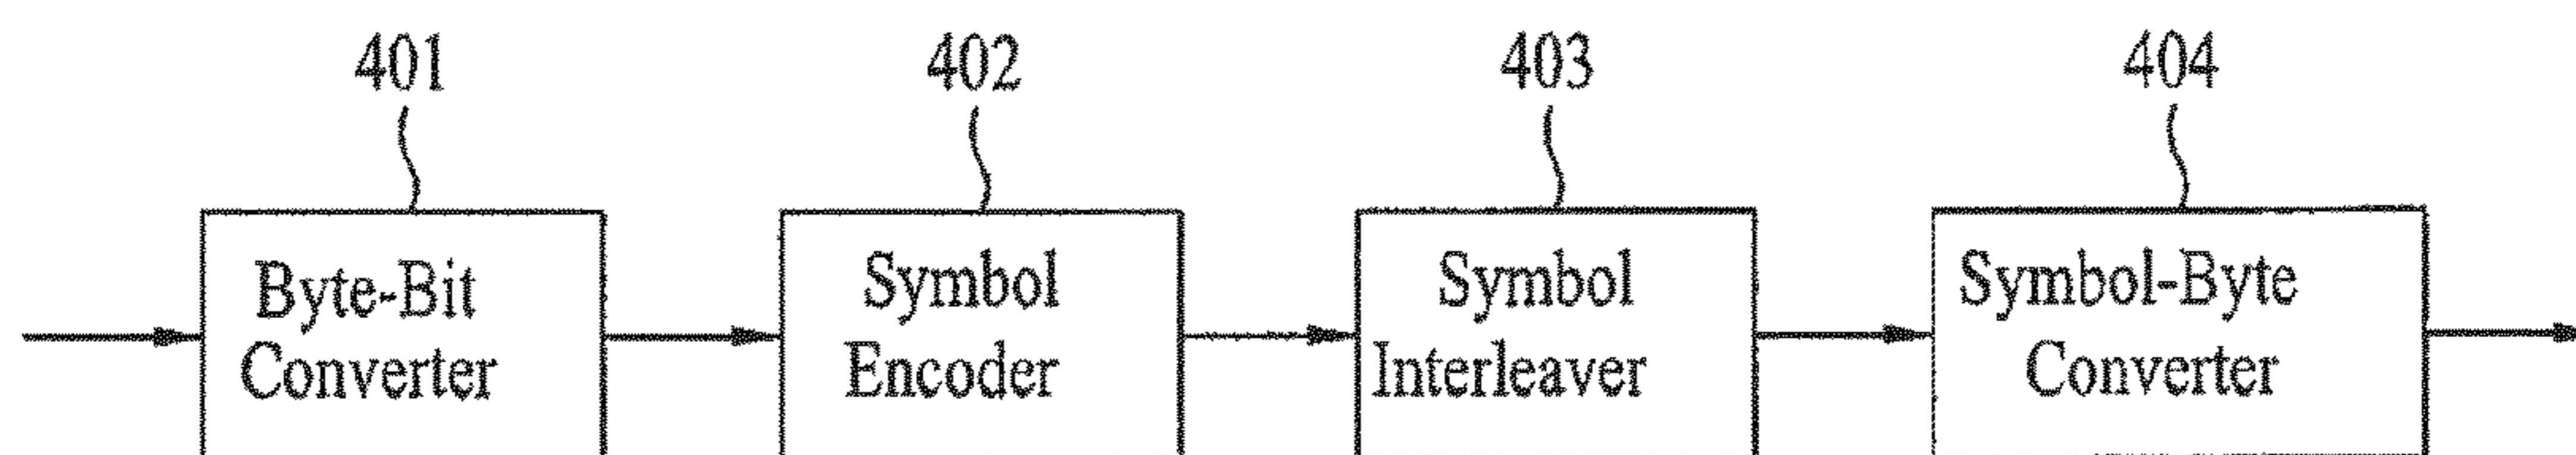 401
402
403
404
Byte-Bit
Converter
Symbol
Encoder
Symbol
Interleaver
Symbol-Byte
Converter